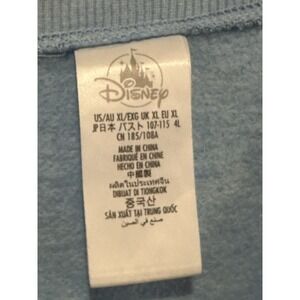 Disney
US/AU XL/EXG UK XL EU XL
JP日本 バスト 107-115 4L
CN 185/108A
MADE IN CHINA
FABRIQUÉ EN CHINE
HECHO EN CHINA
中國製
ผลิตในประเทศจีน
DIBUAT DI TIONGKOK
중국산
SẢN XUẤT TẠI TRUNG QUỐC
صنع في الصين